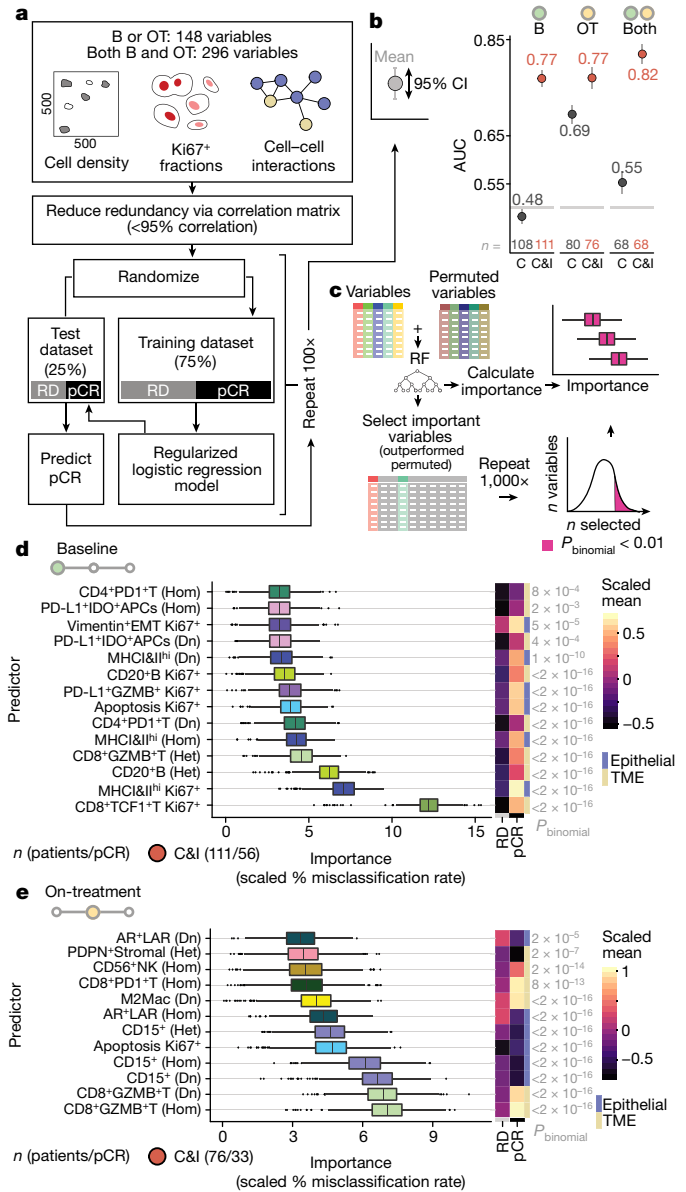 a
B or OT: 148 variables
Both B and OT: 296 variables
500
500
Cell density
Ki67⁺
fractions
Cell–cell
interactions
Reduce redundancy via correlation matrix
(<95% correlation)
Randomize
Test
dataset
(25%)
RD pCR
Training dataset
(75%)
RD pCR
Predict
pCR
Regularized
logistic regression
model
Repeat 100×
b
Mean
95% CI
B OT Both
AUC
0.85
0.65
0.55
0.77
0.77
0.82
0.69
0.55
0.48
n = 108 111 80 76 68 68
C C&I C C&I C C&I
c
Variables
Permuted
variables
+
RF
Calculate
importance
Importance
Select important
variables
(outperformed
permuted)
Repeat
1,000×
n variables
n selected
P binomial < 0.01
d
Baseline
Predictor
CD4⁺PD1⁺T (Hom) 8 × 10⁻⁴
PD-L1⁺IDO⁺APCs (Hom) 2 × 10⁻³
Vimentin⁺EMT Ki67⁺ 5 × 10⁻⁵
PD-L1⁺IDO⁺APCs (Dn) 4 × 10⁻⁴
MHCI&IIʰⁱ (Dn) 1 × 10⁻¹⁰
CD20⁺B Ki67⁺ <2 × 10⁻¹⁶
PD-L1⁺GZMB⁺ Ki67⁺ <2 × 10⁻¹⁶
Apoptosis Ki67⁺ <2 × 10⁻¹⁶
CD4⁺PD1⁺T (Dn) <2 × 10⁻¹⁶
MHCI&IIʰⁱ (Hom) <2 × 10⁻¹⁶
CD8⁺GZMB⁺T (Het) <2 × 10⁻¹⁶
CD20⁺B (Het) <2 × 10⁻¹⁶
MHCI&IIʰⁱ Ki67⁺ <2 × 10⁻¹⁶
CD8⁺TCF1⁺T Ki67⁺ <2 × 10⁻¹⁶
0 5 10 15
RD pCR
P binomial
Scaled
mean
0.5
0
−0.5
Epithelial
TME
n (patients/pCR) C&I (111/56)
Importance
(scaled % misclassification rate)
e
On-treatment
Predictor
AR⁺LAR (Dn) 2 × 10⁻⁵
PDPN⁺Stromal (Het) 2 × 10⁻⁷
CD56⁺NK (Hom) 2 × 10⁻¹⁴
CD8⁺PD1⁺T (Hom) 8 × 10⁻¹³
M2Mac (Dn) <2 × 10⁻¹⁶
AR⁺LAR (Hom) <2 × 10⁻¹⁶
CD15⁺ (Het) <2 × 10⁻¹⁶
Apoptosis Ki67⁺ <2 × 10⁻¹⁶
CD15⁺ (Hom) <2 × 10⁻¹⁶
CD15⁺ (Dn) <2 × 10⁻¹⁶
CD8⁺GZMB⁺T (Dn) <2 × 10⁻¹⁶
CD8⁺GZMB⁺T (Hom) <2 × 10⁻¹⁶
0 3 6 9
RD pCR
P binomial
Scaled
mean
1
0
−0.5
Epithelial
TME
n (patients/pCR) C&I (76/33)
Importance
(scaled % misclassification rate)